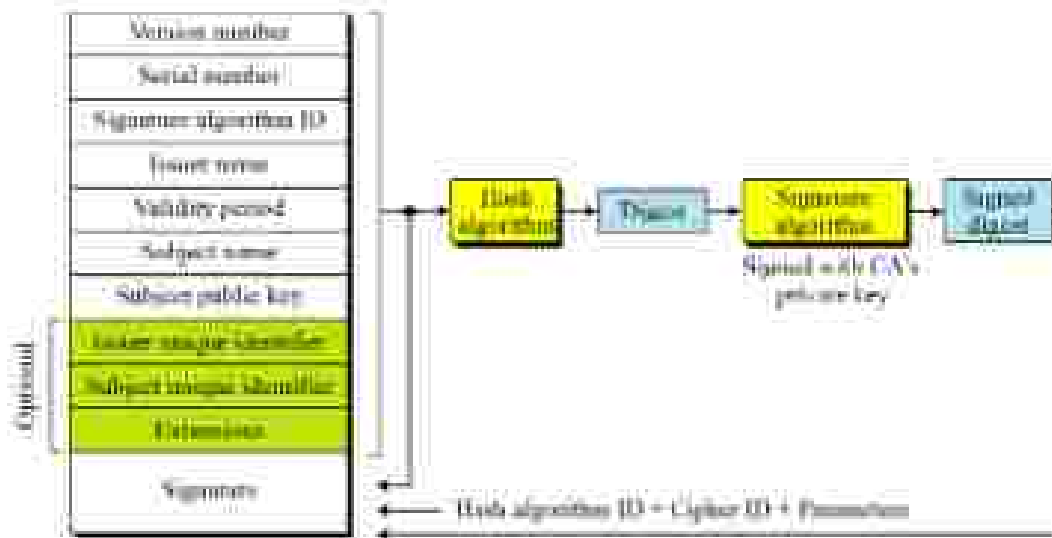 Version number
Serial number
Signature algorithm ID
Issuer name
Validity period
Subject name
Subject public key
Issuer unique identifier
Subject unique identifier
Extensions
Signature
Optional
Hash
algorithm
Digest
Signature
algorithm
Signed with CA's
private key
Signed
digest
Hash algorithm ID + Cipher ID + Parameters